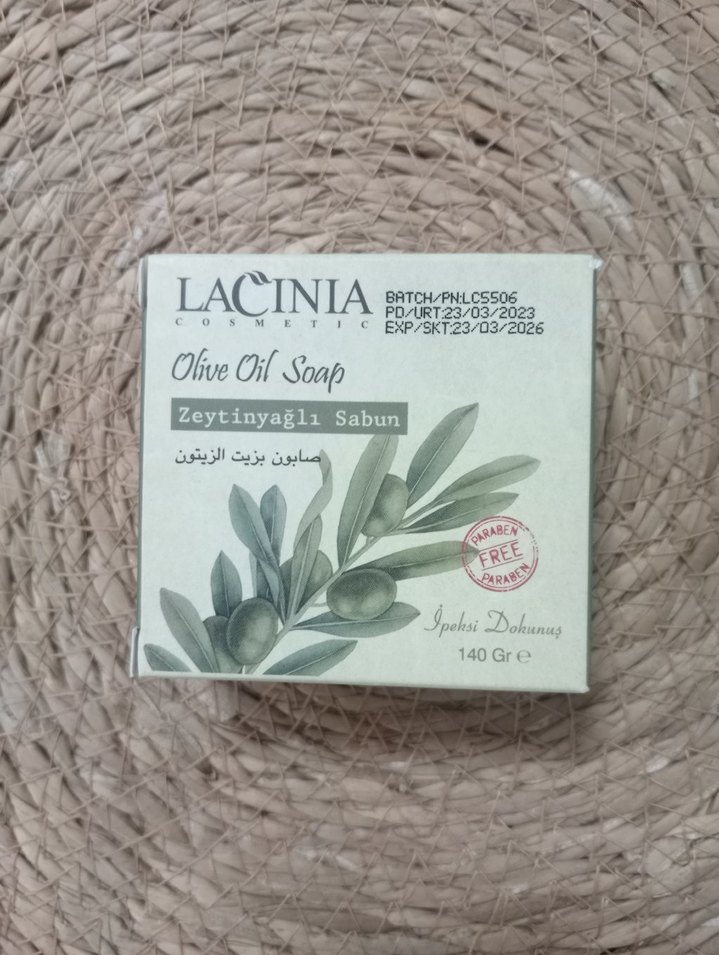 LACINIA
COSMETIC
BATCH/PN:LC5506
PD/URT:23/03/2023
EXP/SKT:23/03/2026
Olive Oil Soap
Zeytinyağlı Sabun
صابون بزيت الزيتون
PARABEN
FREE
PARABEN
İpeksi Dokunuş
140 Gr ℮